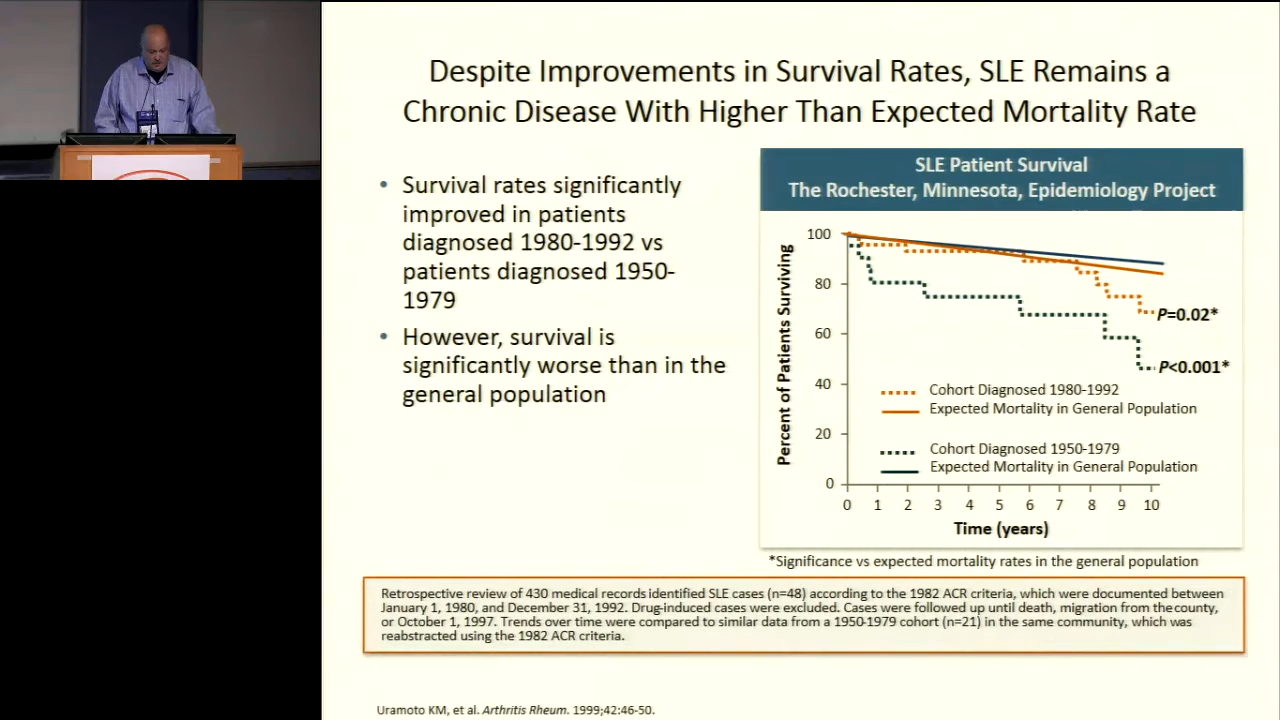 Despite Improvements in Survival Rates, SLE Remains a
Chronic Disease With Higher Than Expected Mortality Rate
• Survival rates significantly
improved in patients
diagnosed 1980-1992 vs
patients diagnosed 1950-
1979
• However, survival is
significantly worse than in the
general population
SLE Patient Survival
The Rochester, Minnesota, Epidemiology Project
Percent of Patients Surviving
100
80
60
40
20
0
P=0.02*
P<0.001*
Cohort Diagnosed 1980-1992
Expected Mortality in General Population
Cohort Diagnosed 1950-1979
Expected Mortality in General Population
0 1 2 3 4 5 6 7 8 9 10
Time (years)
*Significance vs expected mortality rates in the general population
Retrospective review of 430 medical records identified SLE cases (n=48) according to the 1982 ACR criteria, which were documented between
January 1, 1980, and December 31, 1992. Drug-induced cases were excluded. Cases were followed up until death, migration from the county,
or October 1, 1997. Trends over time were compared to similar data from a 1950-1979 cohort (n=21) in the same community, which was
reabstracted using the 1982 ACR criteria.
Uramoto KM, et al. Arthritis Rheum. 1999;42:46-50.